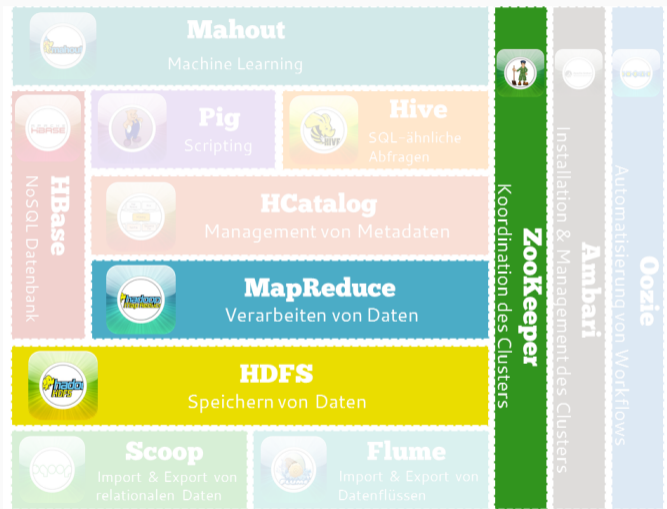 Mahout
Machine Learning
HBase
NoSQL Datenbank
Pig
Scripting
Hive
SQL-ähnliche
Abfragen
HCatalog
Management von Metadaten
MapReduce
Verarbeiten von Daten
HDFS
Speichern von Daten
Scoop
Import & Export von
relationalen Daten
Flume
Import & Export von
Datenflüssen
ZooKeeper
Koordination des Clusters
Ambari
Installation & Management des Clusters
Oozie
Automatisierung von Workflows